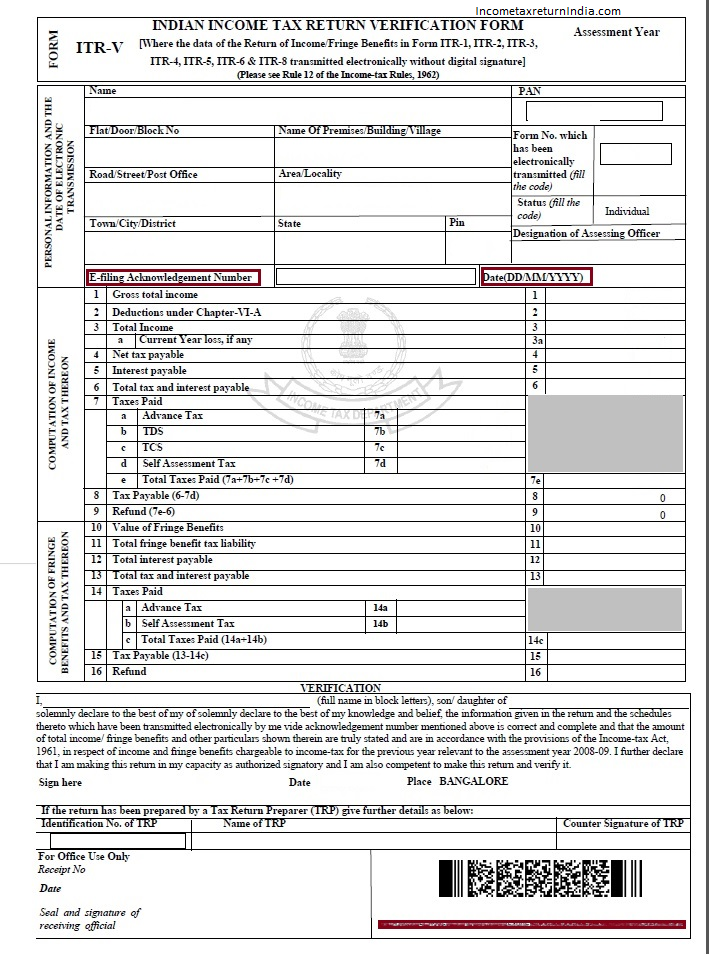 IncometaxreturnIndia.com
FORM
ITR-V
INDIAN INCOME TAX RETURN VERIFICATION FORM
[Where the data of the Return of Income/Fringe Benefits in Form ITR-1, ITR-2, ITR-3,
ITR-4, ITR-5, ITR-6 & ITR-8 transmitted electronically without digital signature]
(Please see Rule 12 of the Income-tax Rules, 1962)
Assessment Year
PERSONAL INFORMATION AND THE
DATE OF ELECTRONIC
TRANSMISSION
Name
PAN
Flat/Door/Block No
Name Of Premises/Building/Village
Form No. which
has been
electronically
transmitted (fill
the code)
Road/Street/Post Office
Area/Locality
Status (fill the
code)
Individual
Town/City/District
State
Pin
Designation of Assessing Officer
E-filing Acknowledgement Number
Date(DD/MM/YYYY)
COMPUTATION OF INCOME
AND TAX THEREON
1 Gross total income 1
2 Deductions under Chapter-VI-A 2
3 Total Income 3
a Current Year loss, if any 3a
4 Net tax payable 4
5 Interest payable 5
6 Total tax and interest payable 6
7 Taxes Paid
a Advance Tax 7a
b TDS 7b
c TCS 7c
d Self Assessment Tax 7d
e Total Taxes Paid (7a+7b+7c +7d) 7e
8 Tax Payable (6-7d) 8 0
9 Refund (7e-6) 9 0
INCOME TAX DEPARTMENT
COMPUTATION OF FRINGE
BENEFITS AND TAX THEREON
10 Value of Fringe Benefits 10
11 Total fringe benefit tax liability 11
12 Total interest payable 12
13 Total tax and interest payable 13
14 Taxes Paid
a Advance Tax 14a
b Self Assessment Tax 14b
c Total Taxes Paid (14a+14b) 14c
15 Tax Payable (13-14c) 15
16 Refund 16
VERIFICATION
I, (full name in block letters), son/ daughter of
solemnly declare to the best of my of solemnly declare to the best of my knowledge and belief, the information given in the return and the schedules
thereto which have been transmitted electronically by me vide acknowledgement number mentioned above is correct and complete and that the amount
of total income/ fringe benefits and other particulars shown therein are truly stated and are in accordance with the provisions of the Income-tax Act,
1961, in respect of income and fringe benefits chargeable to income-tax for the previous year relevant to the assessment year 2008-09. I further declare
that I am making this return in my capacity as authorized signatory and I am also competent to make this return and verify it.
Sign here Date Place BANGALORE
If the return has been prepared by a Tax Return Preparer (TRP) give further details as below:
Identification No. of TRP Name of TRP Counter Signature of TRP
For Office Use Only
Receipt No
Date
Seal and signature of
receiving official